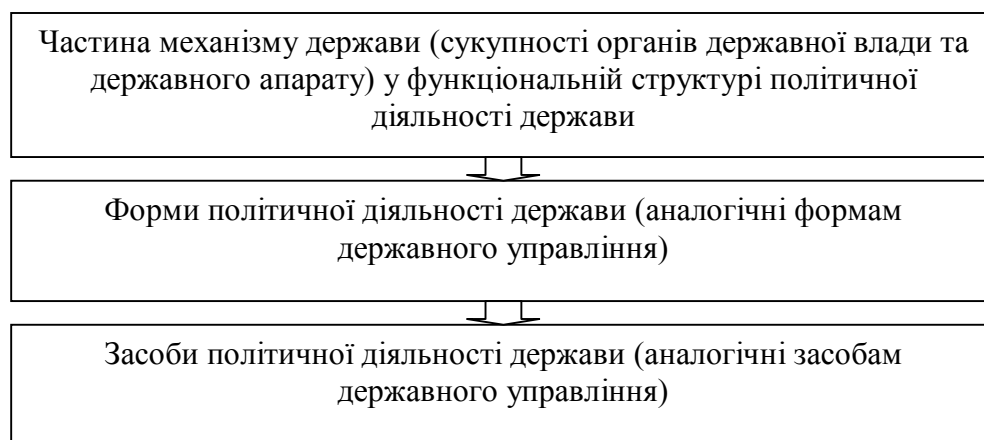 Частина механізму держави (сукупності органів державної влади та
державного апарату) у функціональній структурі політичної
діяльності держави
Форми політичної діяльності держави (аналогічні формам
державного управління)
Засоби політичної діяльності держави (аналогічні засобам
державного управління)